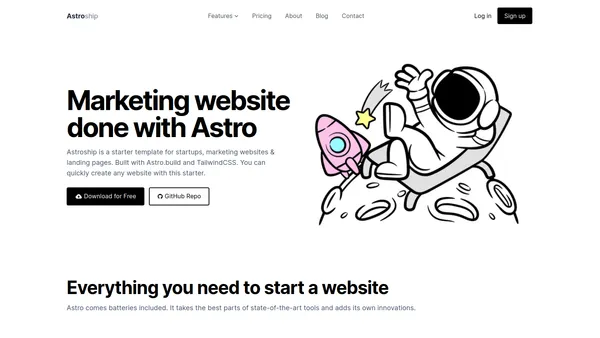 Astroship
Features
Pricing
About
Blog
Contact
Log in
Sign up
Marketing website
done with Astro
Astroship is a starter template for startups, marketing websites &
landing pages. Built with Astro.build and TailwindCSS. You can
quickly create any website with this starter.
Download for Free
GitHub Repo
Everything you need to start a website
Astro comes batteries included. It takes the best parts of state-of-the-art tools and adds its own innovations.